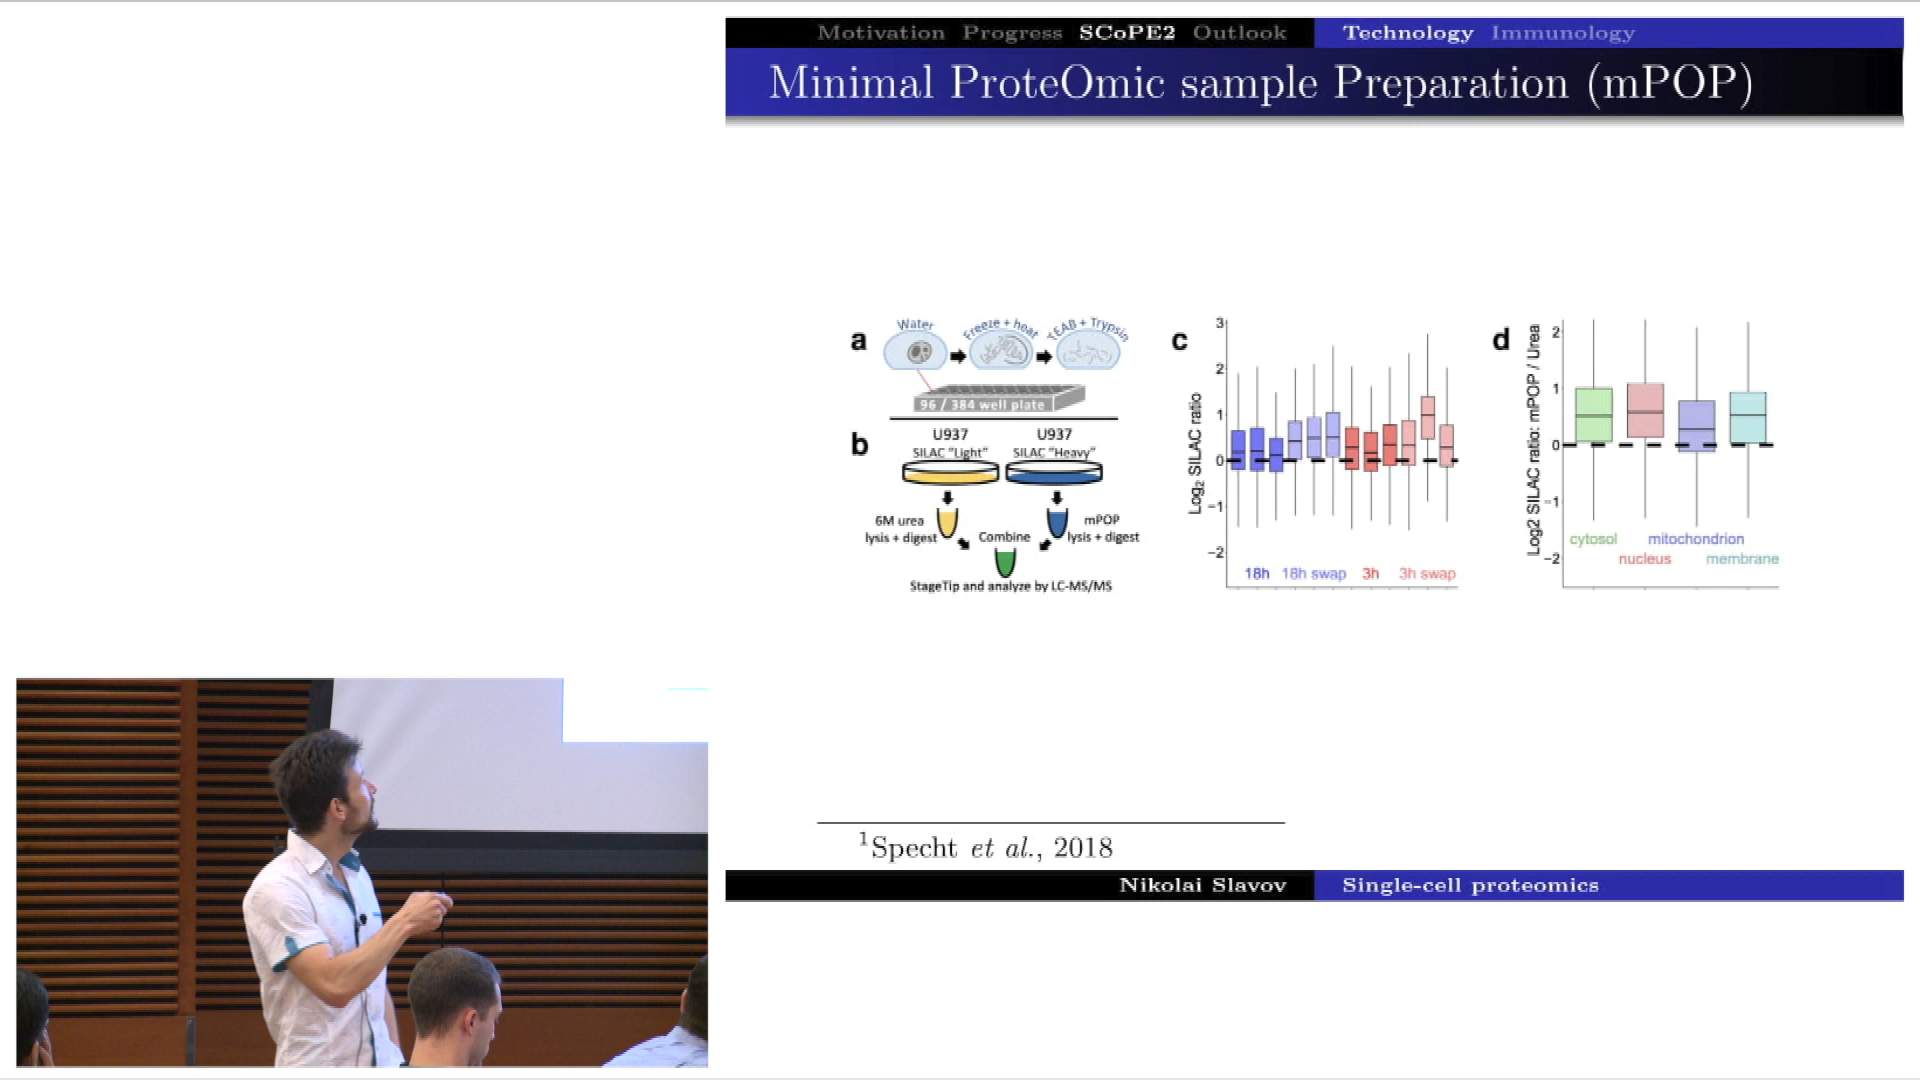 Motivation Progress SCoPE2 Outlook Technology Immunology
Minimal ProteOmic sample Preparation (mPOP)
a
Water
Freeze + heat
TEAB + Trypsin
96 / 384 well plate
b
U937
SILAC "Light"
U937
SILAC "Heavy"
6M urea
lysis + digest
Combine
mPOP
lysis + digest
StageTip and analyze by LC-MS/MS
c
Log2 SILAC ratio
3
2
1
0
-1
-2
18h 18h swap 3h 3h swap
d
Log2 SILAC ratio: mPOP / Urea
2
1
0
-1
-2
cytosol mitochondrion
nucleus membrane
1Specht et al., 2018
Nikolai Slavov Single-cell proteomics